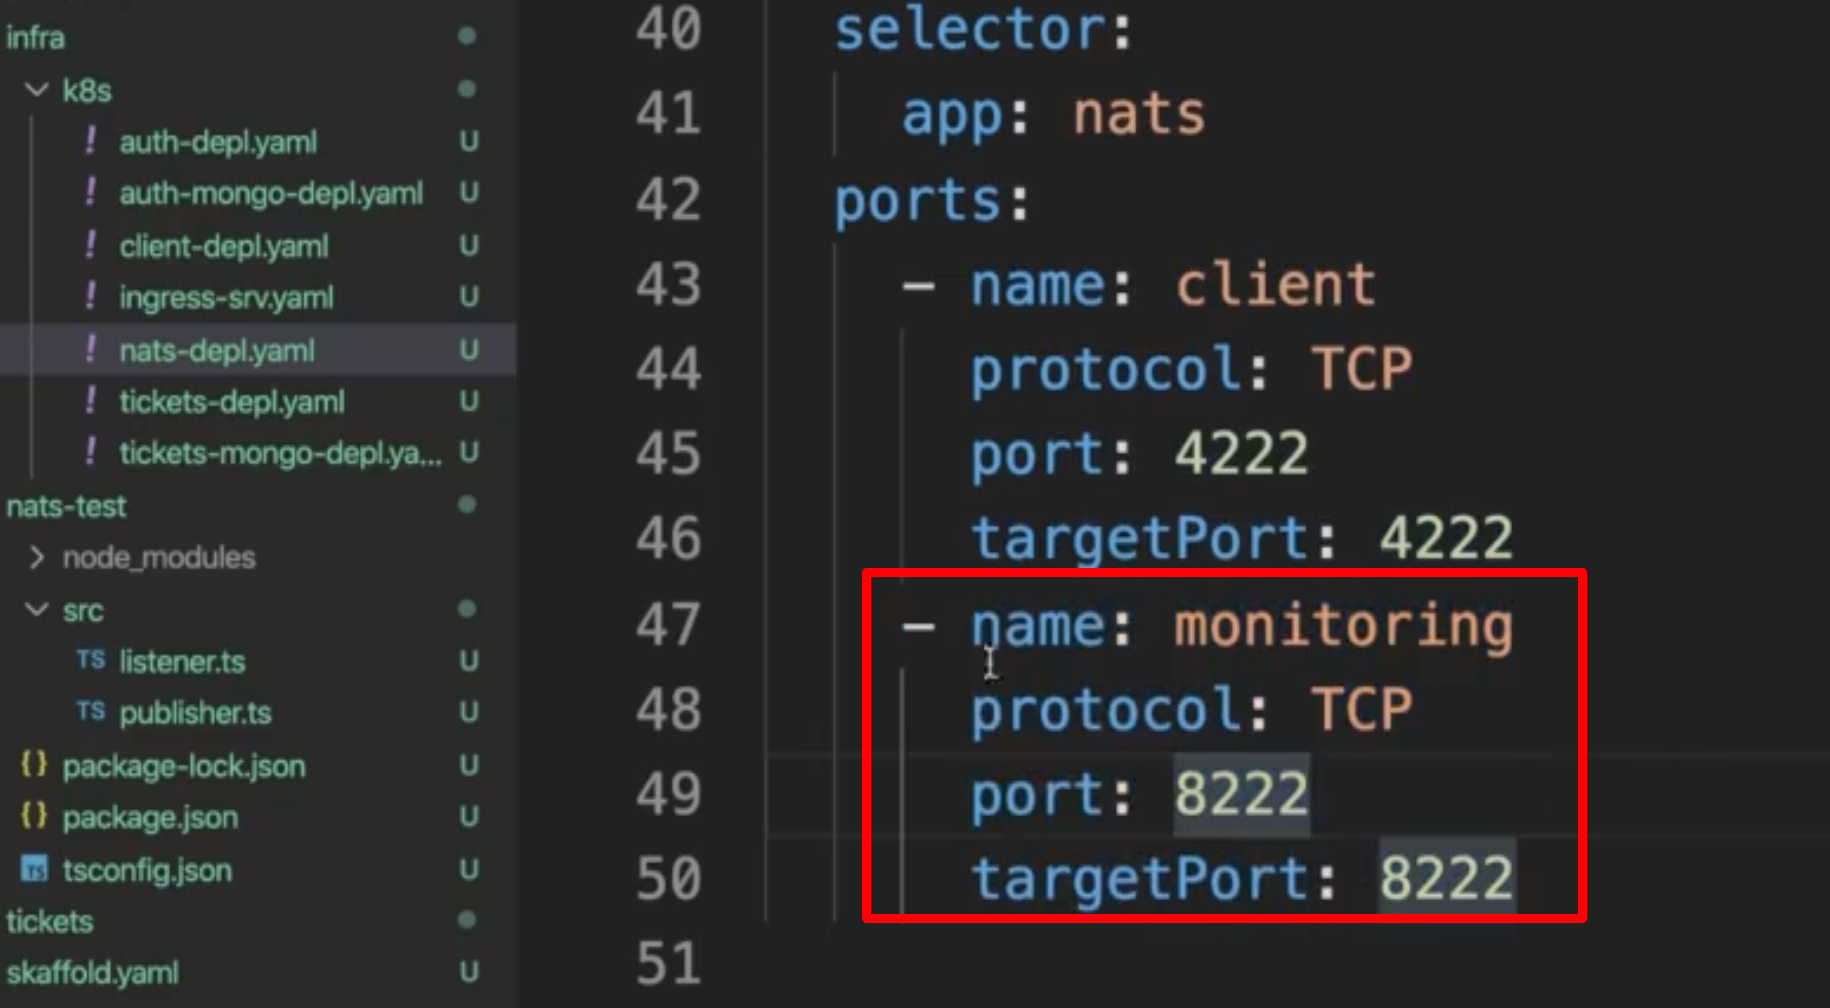 infra
k8s
! auth-depl.yaml U
! auth-mongo-depl.yaml U
! client-depl.yaml U
! ingress-srv.yaml U
! nats-depl.yaml U
! tickets-depl.yaml U
! tickets-mongo-depl.ya... U
nats-test
node_modules
src
TS listener.ts U
TS publisher.ts U
{} package-lock.json U
{} package.json U
TS tsconfig.json U
tickets
skaffold.yaml U
40 selector:
41 app: nats
42 ports:
43 - name: client
44 protocol: TCP
45 port: 4222
46 targetPort: 4222
47 - name: monitoring
48 protocol: TCP
49 port: 8222
50 targetPort: 8222
51